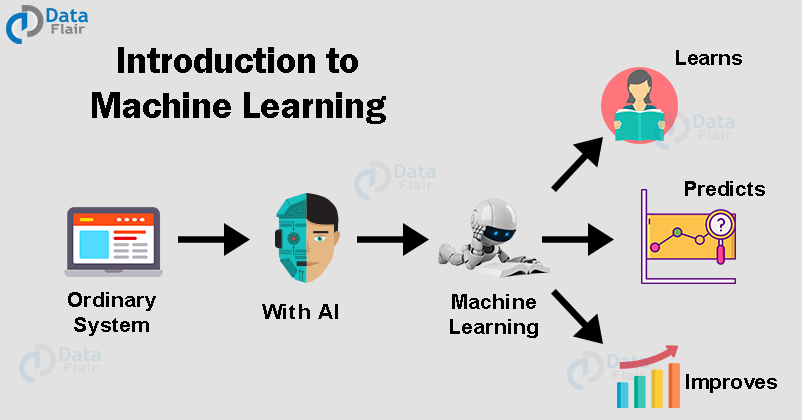 Data
Flair
Introduction to
Machine Learning
Learns
Data
Flair
Data
Flair
Predicts
?
Ordinary
System
With AI
Machine
Learning
Data
Flair
Data
Flair
Improves